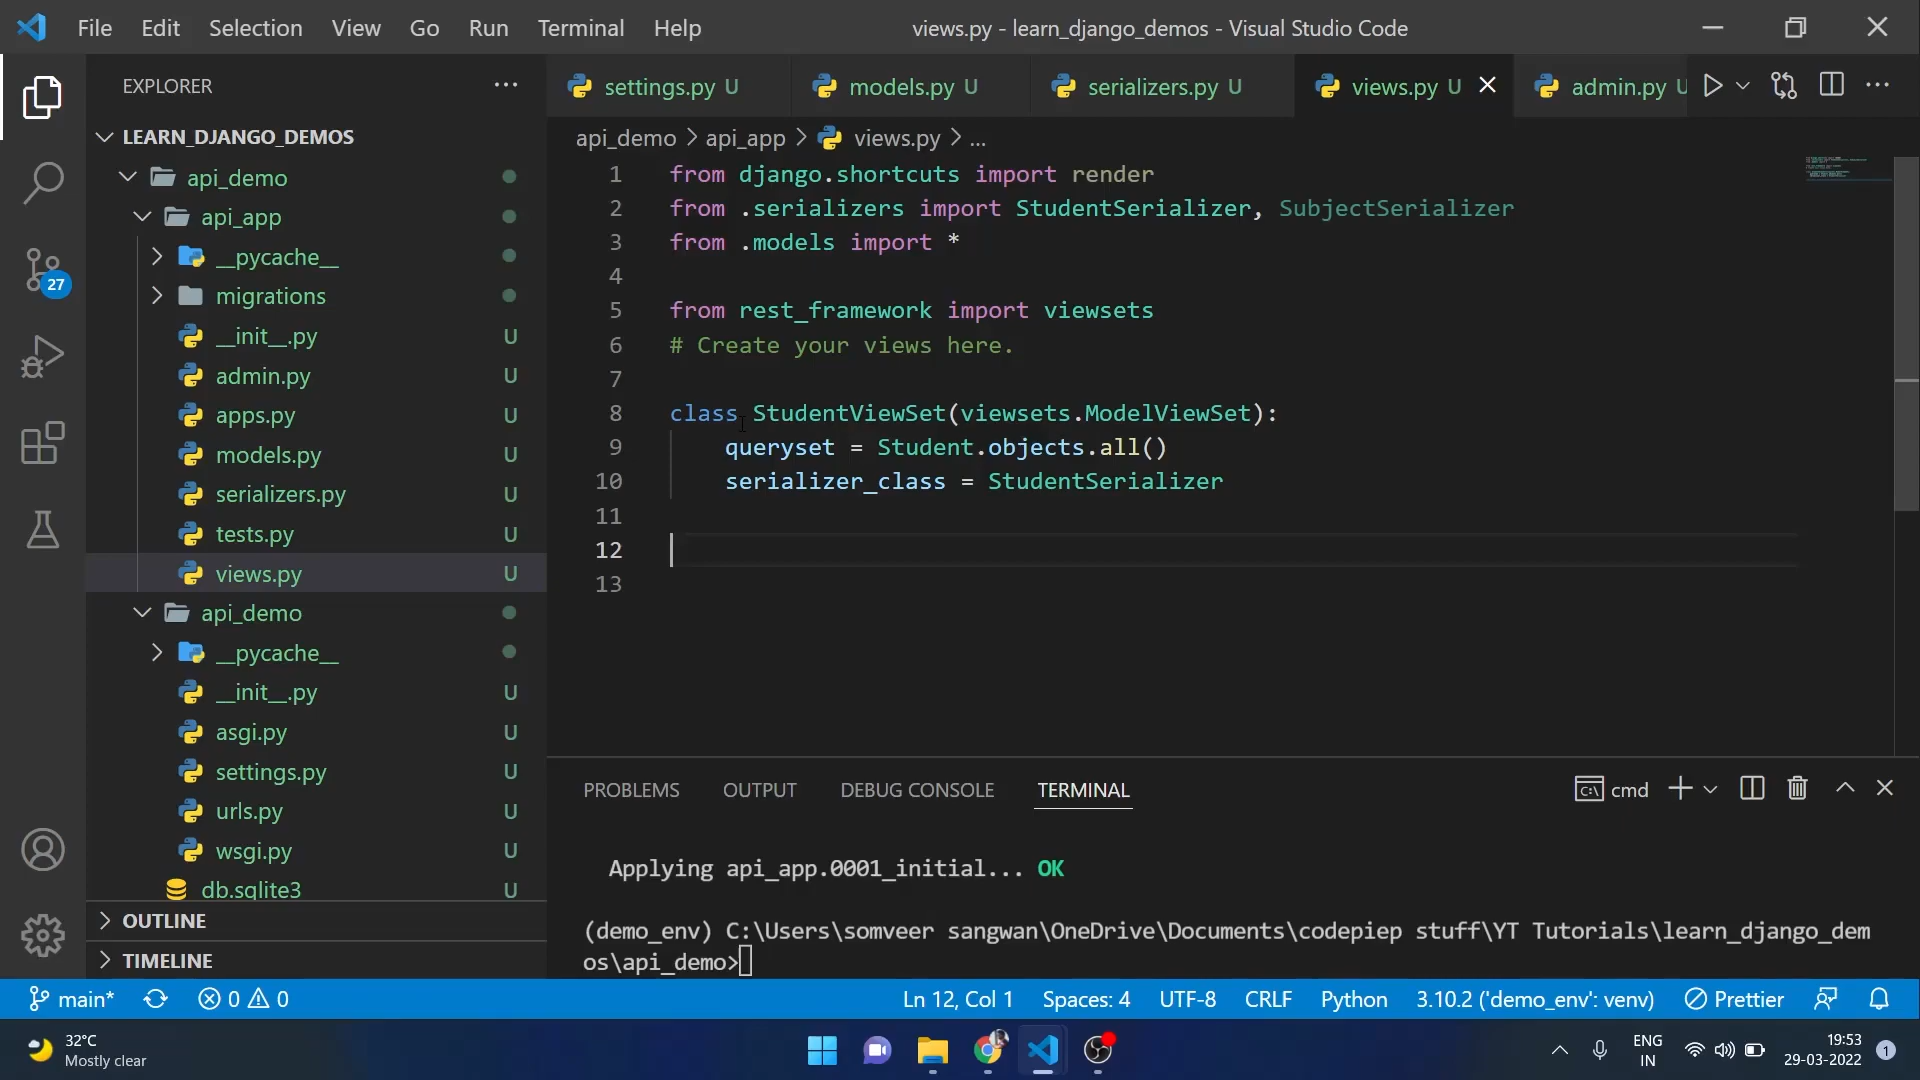 File Edit Selection View Go Run Terminal Help
views.py - learn_django_demos - Visual Studio Code
EXPLORER
settings.py U
models.py U
serializers.py U
views.py U
admin.py U
LEARN_DJANGO_DEMOS
api_demo
api_app
__pycache__
migrations
__init__.py U
admin.py U
apps.py U
models.py U
serializers.py U
tests.py U
views.py U
api_demo
__pycache__
__init__.py U
asgi.py U
settings.py U
urls.py U
wsgi.py U
db.sqlite3 U
OUTLINE
TIMELINE
27
api_demo > api_app > views.py > ...
1 from django.shortcuts import render
2 from .serializers import StudentSerializer, SubjectSerializer
3 from .models import *
4
5 from rest_framework import viewsets
6 # Create your views here.
7
8 class StudentViewSet(viewsets.ModelViewSet):
9 queryset = Student.objects.all()
10 serializer_class = StudentSerializer
11
12
13
PROBLEMS OUTPUT DEBUG CONSOLE TERMINAL
cmd
Applying api_app.0001_initial... OK
(demo_env) C:\Users\somveer sangwan\OneDrive\Documents\codepiep stuff\YT Tutorials\learn_django_dem
os\api_demo>
main* 0 0
Ln 12, Col 1 Spaces: 4 UTF-8 CRLF Python 3.10.2 ('demo_env': venv) Prettier
32°C
Mostly clear
ENG
IN
19:53
29-03-2022
1